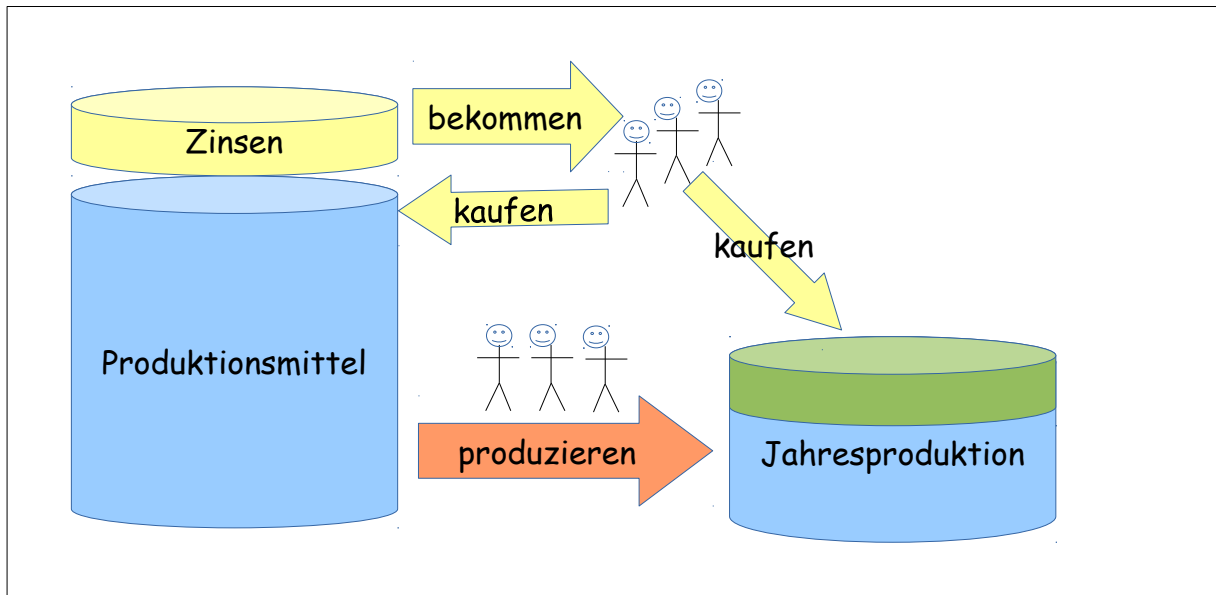 bekommen
Zinsen
kaufen
kaufen
Produktionsmittel
produzieren
Jahresproduktion